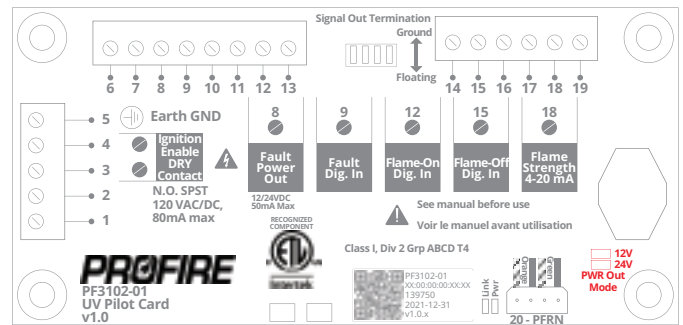 Signal Out Termination
Ground
Floating
6 7 8 9 10 11 12 13
14 15 16 17 18 19
5
4
3
2
1
Earth GND
Ignition
Enable
DRY
Contact
N.O. SPST
120 VAC/DC,
80mA max
8
Fault
Power
Out
12/24VDC
50mA Max
9
Fault
Dig. In
12
Flame-On
Dig. In
15
Flame-Off
Dig. In
18
Flame
Strength
4-20 mA
See manual before use
Voir le manuel avant utilisation
RECOGNIZED
COMPONENT
ETL
Intertek
Class I, Div 2 Grp ABCD T4
PROFIRE
PF3102-01
UV Pilot Card
v1.0
PF3102-01
XX:00:00:00:XX:XX
139750
2021-12-31
v1.0.x
Link
Pwr
Orange
Green
20 - PFRN
12V
24V
PWR Out
Mode